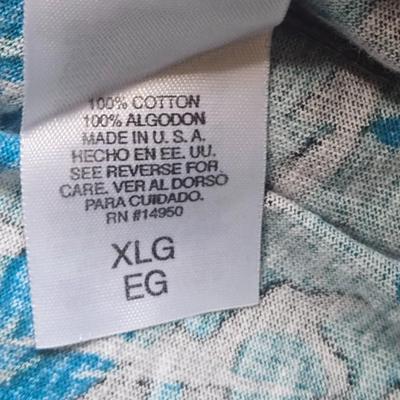 100% COTTON
100% ALGODON
MADE IN U. S. A.
HECHO EN EE. UU.
SEE REVERSE FOR
CARE. VER AL DORSO
PARA CUIDADO.
RN #14950
XLG
EG